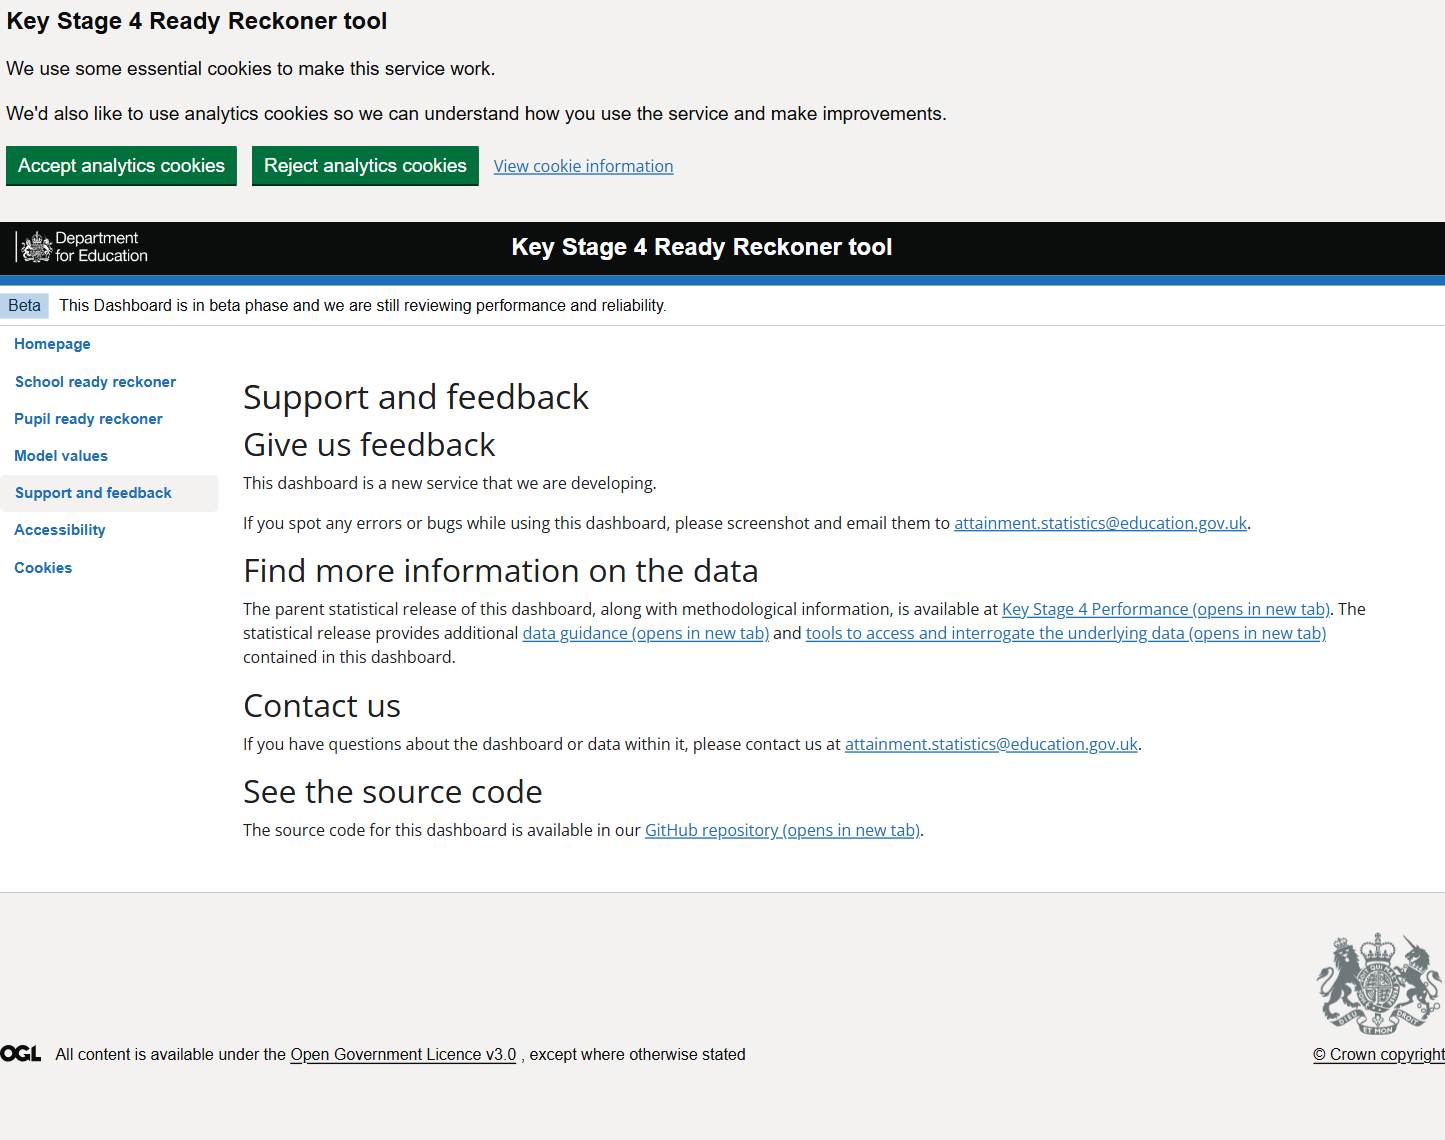 Key Stage 4 Ready Reckoner tool
We use some essential cookies to make this service work.
We'd also like to use analytics cookies so we can understand how you use the service and make improvements.
Accept analytics cookies Reject analytics cookies View cookie information
Department
for Education
Key Stage 4 Ready Reckoner tool
Beta This Dashboard is in beta phase and we are still reviewing performance and reliability.
Homepage
School ready reckoner
Pupil ready reckoner
Model values
Support and feedback
Accessibility
Cookies
Support and feedback
Give us feedback
This dashboard is a new service that we are developing.
If you spot any errors or bugs while using this dashboard, please screenshot and email them to attainment.statistics@education.gov.uk.
Find more information on the data
The parent statistical release of this dashboard, along with methodological information, is available at Key Stage 4 Performance (opens in new tab). The
statistical release provides additional data guidance (opens in new tab) and tools to access and interrogate the underlying data (opens in new tab)
contained in this dashboard.
Contact us
If you have questions about the dashboard or data within it, please contact us at attainment.statistics@education.gov.uk.
See the source code
The source code for this dashboard is available in our GitHub repository (opens in new tab).
DIEU ET MON DROIT
OGL All content is available under the Open Government Licence v3.0 , except where otherwise stated
© Crown copyright